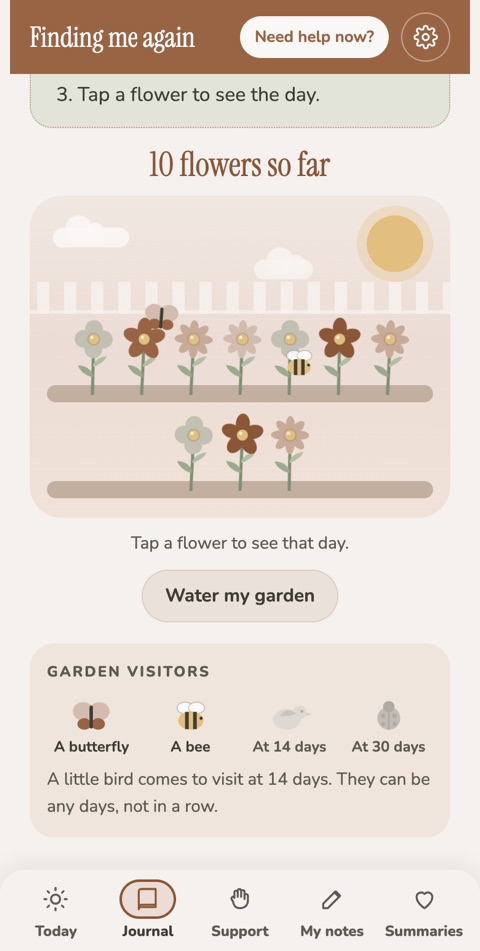 Finding me again
Need help now?
3. Tap a flower to see the day.
10 flowers so far
Tap a flower to see that day.
Water my garden
GARDEN VISITORS
A butterfly
A bee
At 14 days
At 30 days
A little bird comes to visit at 14 days. They can be
any days, not in a row.
Today
Journal
Support
My notes
Summaries